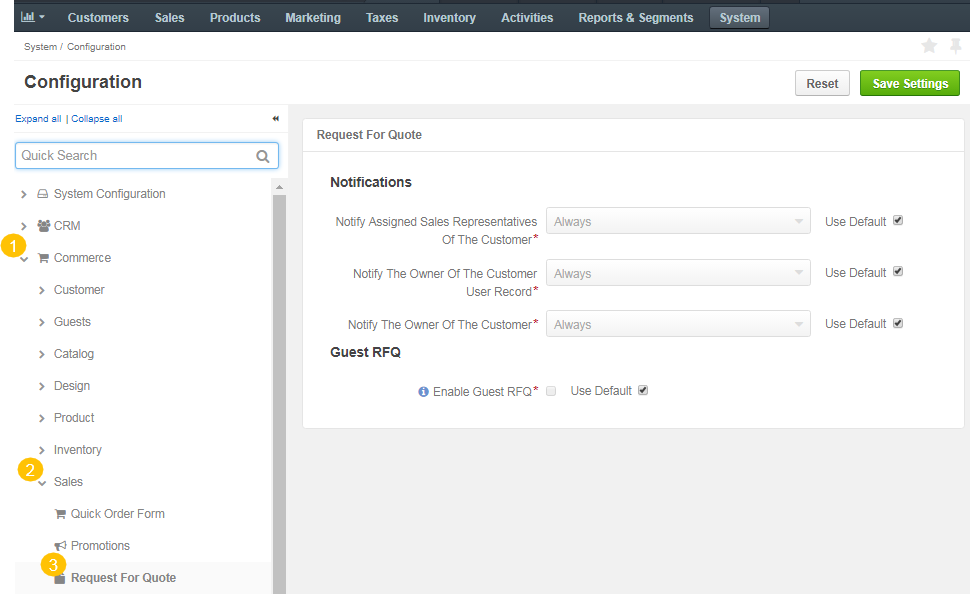 Customers Sales Products Marketing Taxes Inventory Activities Reports & Segments System
System / Configuration
Configuration
Reset Save Settings
Expand all | Collapse all
Quick Search
System Configuration
CRM
1
Commerce
Customer
Guests
Catalog
Design
Product
Inventory
2
Sales
Quick Order Form
Promotions
3
Request For Quote
Request For Quote
Notifications
Notify Assigned Sales Representatives
Of The Customer*
Always
Use Default
Notify The Owner Of The Customer
User Record*
Always
Use Default
Notify The Owner Of The Customer*
Always
Use Default
Guest RFQ
Enable Guest RFQ*
Use Default